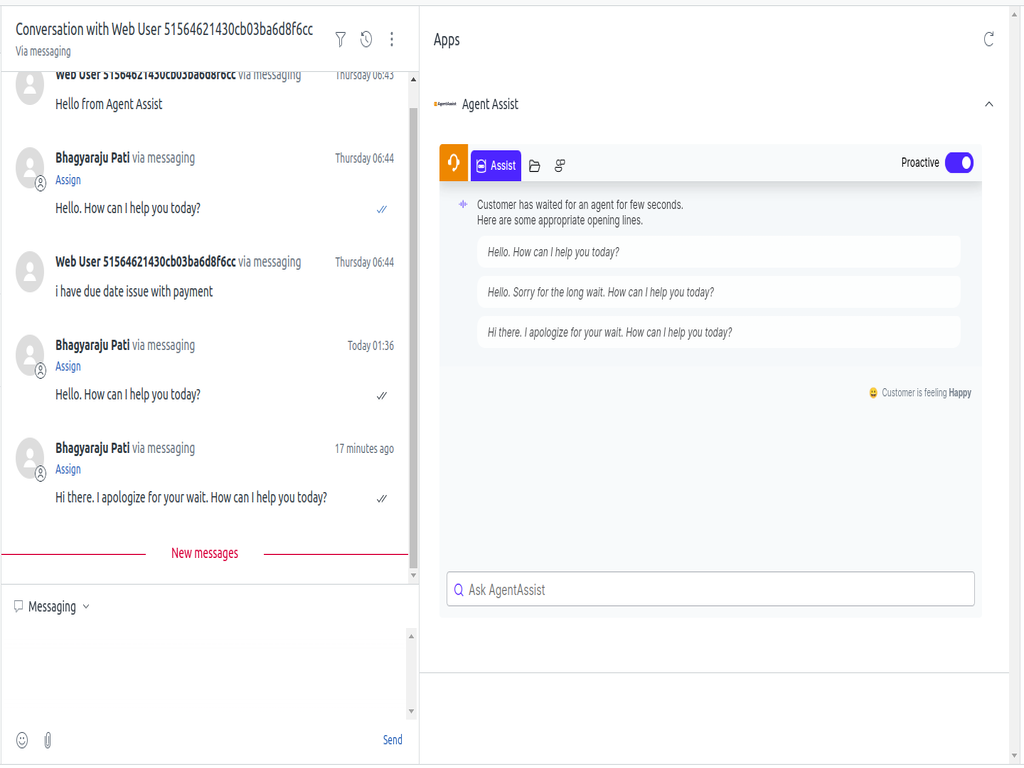 Conversation with Web User 51564621430cb03ba6d8f6cc
Via messaging
Web User 51564621430cb03ba6d8f6cc via messaging Thursday 06:43
Hello from Agent Assist
Bhagyaraju Pati via messaging Thursday 06:44
Assign
Hello. How can I help you today?
Web User 51564621430cb03ba6d8f6cc via messaging Thursday 06:44
i have due date issue with payment
Bhagyaraju Pati via messaging Today 01:36
Assign
Hello. How can I help you today?
Bhagyaraju Pati via messaging 17 minutes ago
Assign
Hi there. I apologize for your wait. How can I help you today?
New messages
Messaging
Send
Apps
AgentAssist Agent Assist
Assist
Proactive
Customer has waited for an agent for few seconds.
Here are some appropriate opening lines.
Hello. How can I help you today?
Hello. Sorry for the long wait. How can I help you today?
Hi there. I apologize for your wait. How can I help you today?
Customer is feeling Happy
Ask AgentAssist